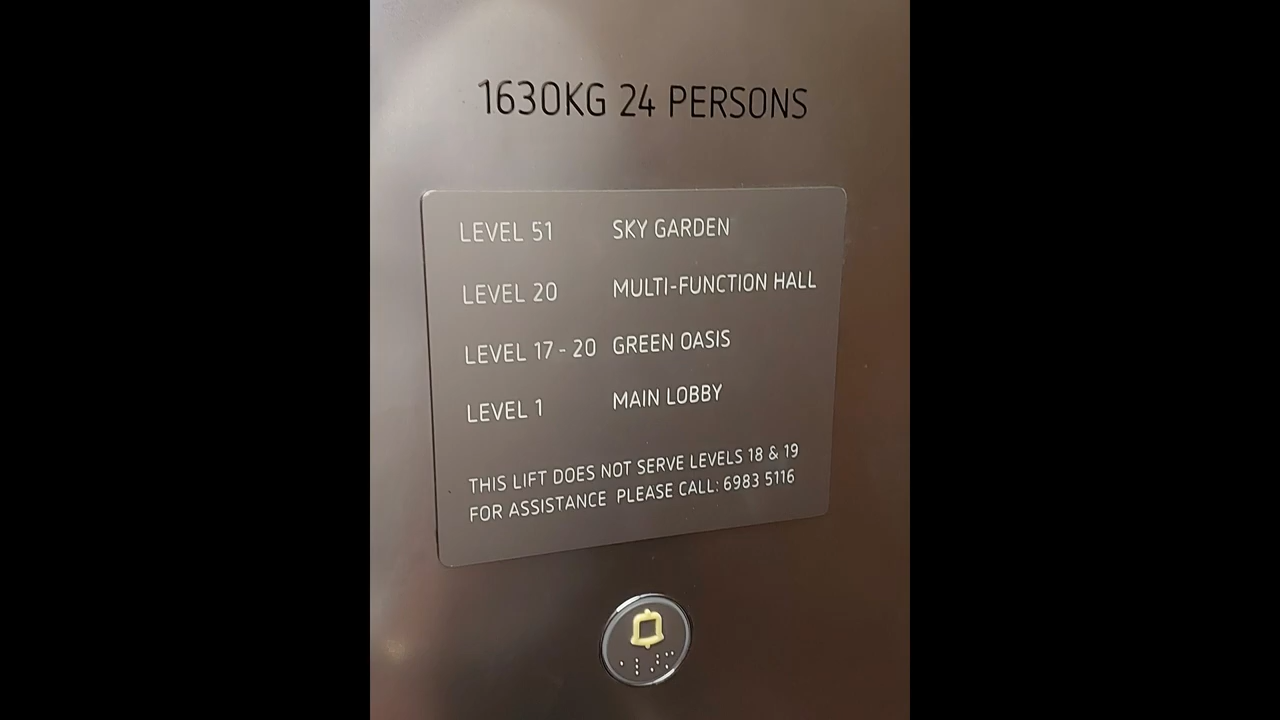 1630KG 24 PERSONS
LEVEL 51 SKY GARDEN
LEVEL 20 MULTI-FUNCTION HALL
LEVEL 17 - 20 GREEN OASIS
LEVEL 1 MAIN LOBBY
THIS LIFT DOES NOT SERVE LEVELS 18 & 19
FOR ASSISTANCE PLEASE CALL: 6983 5116